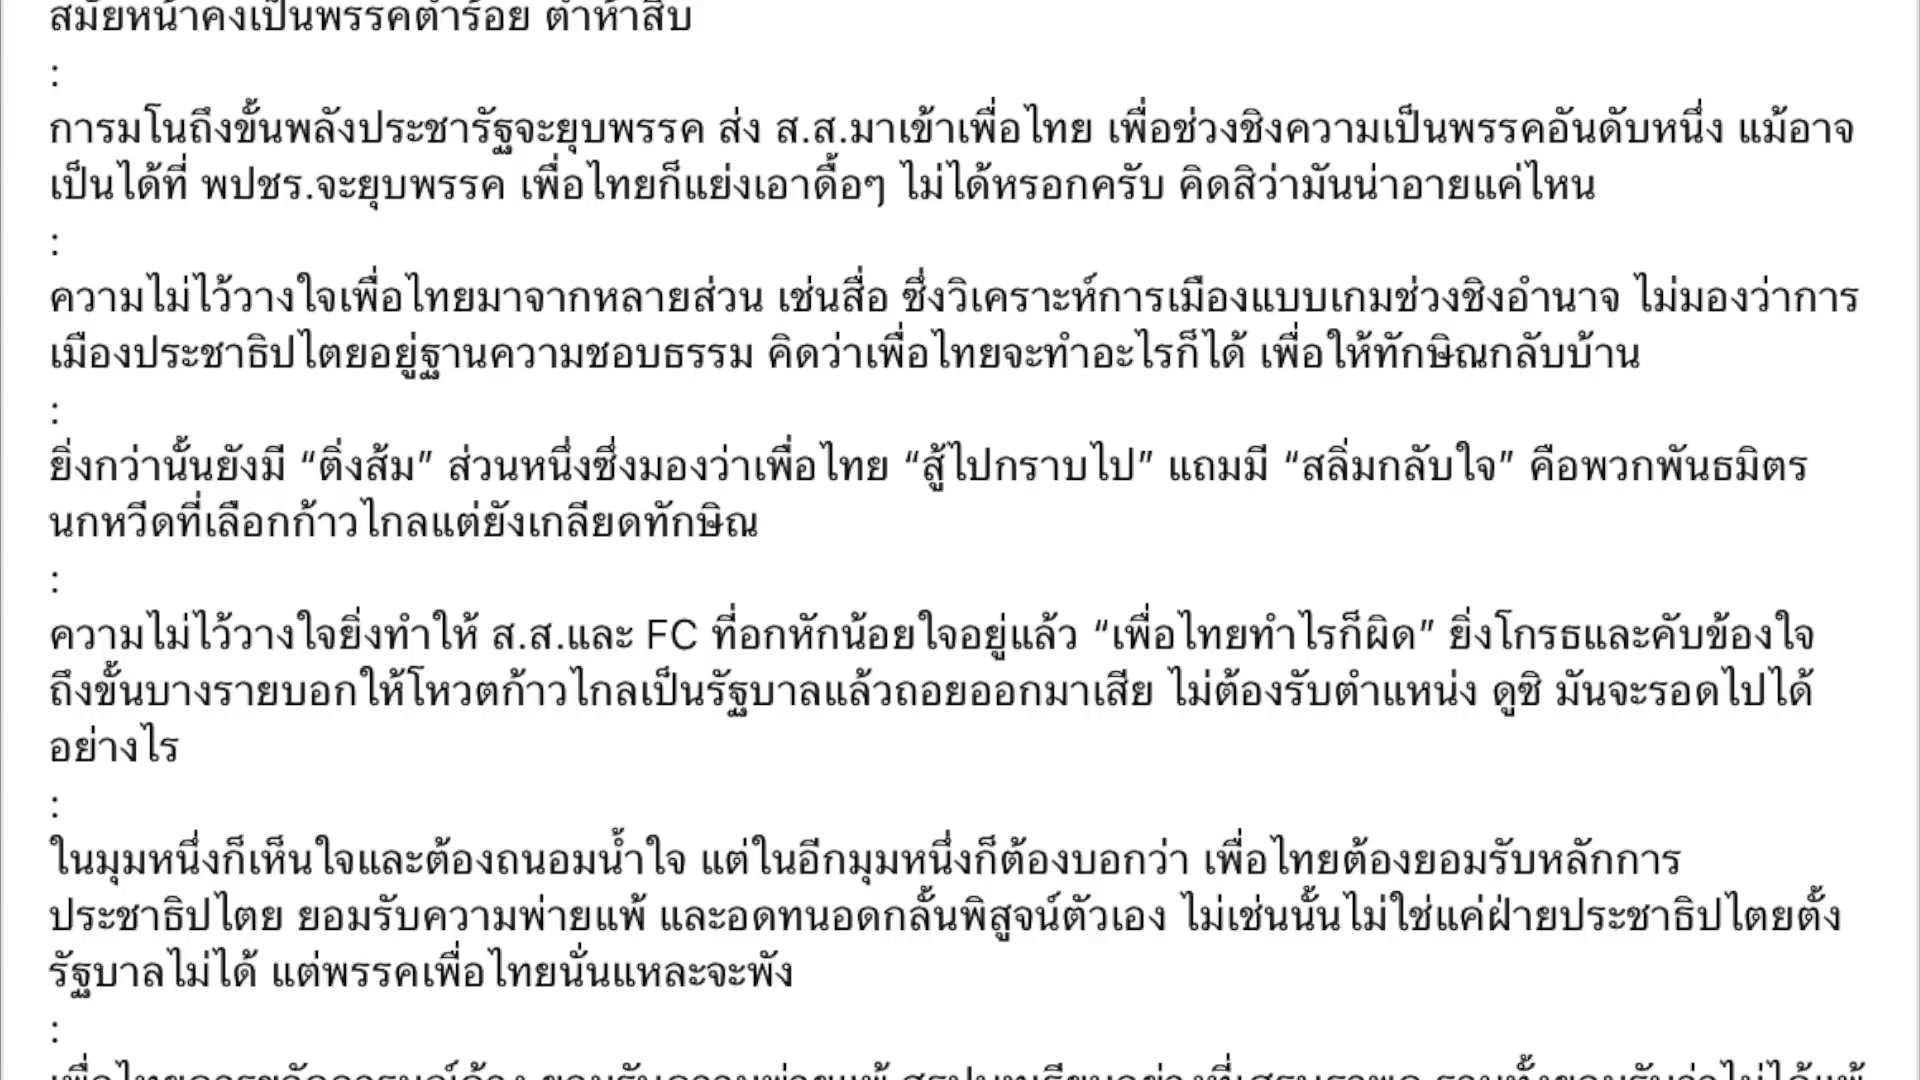 สมัยหน้าคงเป็นพรรคต่ำร้อย ต่ำห้าสิบ
:
การมโนถึงขั้นพลังประชารัฐจะยุบพรรค ส่ง ส.ส.มาเข้าเพื่อไทย เพื่อช่วงชิงความเป็นพรรคอันดับหนึ่ง แม้อาจ
เป็นได้ที่ พปชร.จะยุบพรรค เพื่อไทยก็แย่งเอาดื้อๆ ไม่ได้หรอกครับ คิดสิว่ามันน่าอายแค่ไหน
:
ความไม่ไว้วางใจเพื่อไทยมาจากหลายส่วน เช่นสื่อ ซึ่งวิเคราะห์การเมืองแบบเกมช่วงชิงอำนาจ ไม่มองว่าการ
เมืองประชาธิปไตยอยู่ฐานความชอบธรรม คิดว่าเพื่อไทยจะทำอะไรก็ได้ เพื่อให้ทักษิณกลับบ้าน
:
ยิ่งกว่านั้นยังมี “ติ่งส้ม” ส่วนหนึ่งซึ่งมองว่าเพื่อไทย “สู้ไปกราบไป” แถมมี “สลิ่มกลับใจ” คือพวกพันธมิตร
นกหวีดที่เลือกก้าวไกลแต่ยังเกลียดทักษิณ
:
ความไม่ไว้วางใจยิ่งทำให้ ส.ส.และ FC ที่อกหักน้อยใจอยู่แล้ว “เพื่อไทยทำไรก็ผิด” ยิ่งโกรธและคับข้องใจ
ถึงขั้นบางรายบอกให้โหวตก้าวไกลเป็นรัฐบาลแล้วถอยออกมาเสีย ไม่ต้องรับตำแหน่ง ดูซิ มันจะรอดไปได้
อย่างไร
:
ในมุมหนึ่งก็เห็นใจและต้องถนอมน้ำใจ แต่ในอีกมุมหนึ่งก็ต้องบอกว่า เพื่อไทยต้องยอมรับหลักการ
ประชาธิปไตย ยอมรับความพ่ายแพ้ และอดทนอดกลั้นพิสูจน์ตัวเอง ไม่เช่นนั้นไม่ใช่แค่ฝ่ายประชาธิปไตยตั้ง
รัฐบาลไม่ได้ แต่พรรคเพื่อไทยนั่นแหละจะพัง
: